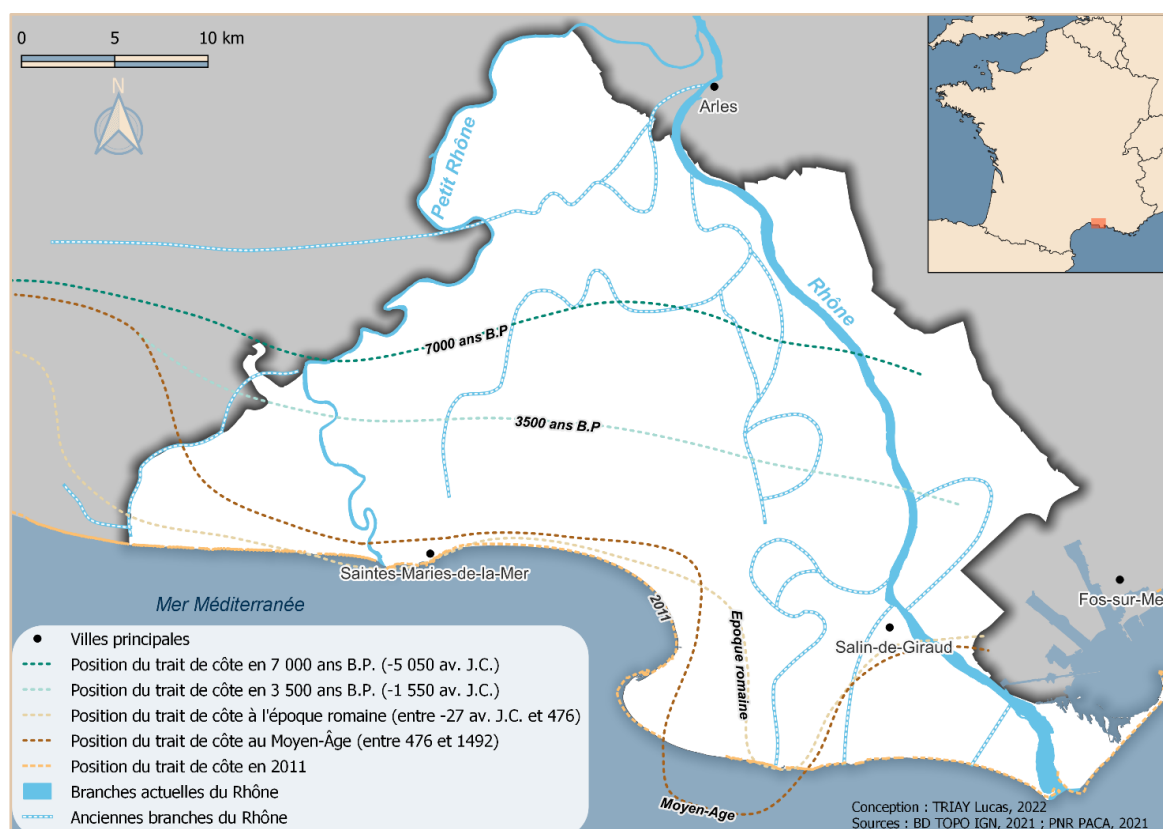 0 5 10 km
N
Arles
Petit Rhône
Rhône
7000 ans B.P
3500 ans B.P
Saintes-Maries-de-la-Mer
Fos-sur-Me
Mer Méditerranée
2011
Epoque romaine
Salin-de-Giraud
Moyen-Age
Villes principales
Position du trait de côte en 7 000 ans B.P. (-5 050 av. J.C.)
Position du trait de côte en 3 500 ans B.P. (-1 550 av. J.C.)
Position du trait de côte à l'époque romaine (entre -27 av. J.C. et 476)
Position du trait de côte au Moyen-Âge (entre 476 et 1492)
Position du trait de côte en 2011
Branches actuelles du Rhône
Anciennes branches du Rhône
Conception : TRIAY Lucas, 2022
Sources : BD TOPO IGN, 2021 ; PNR PACA, 2021